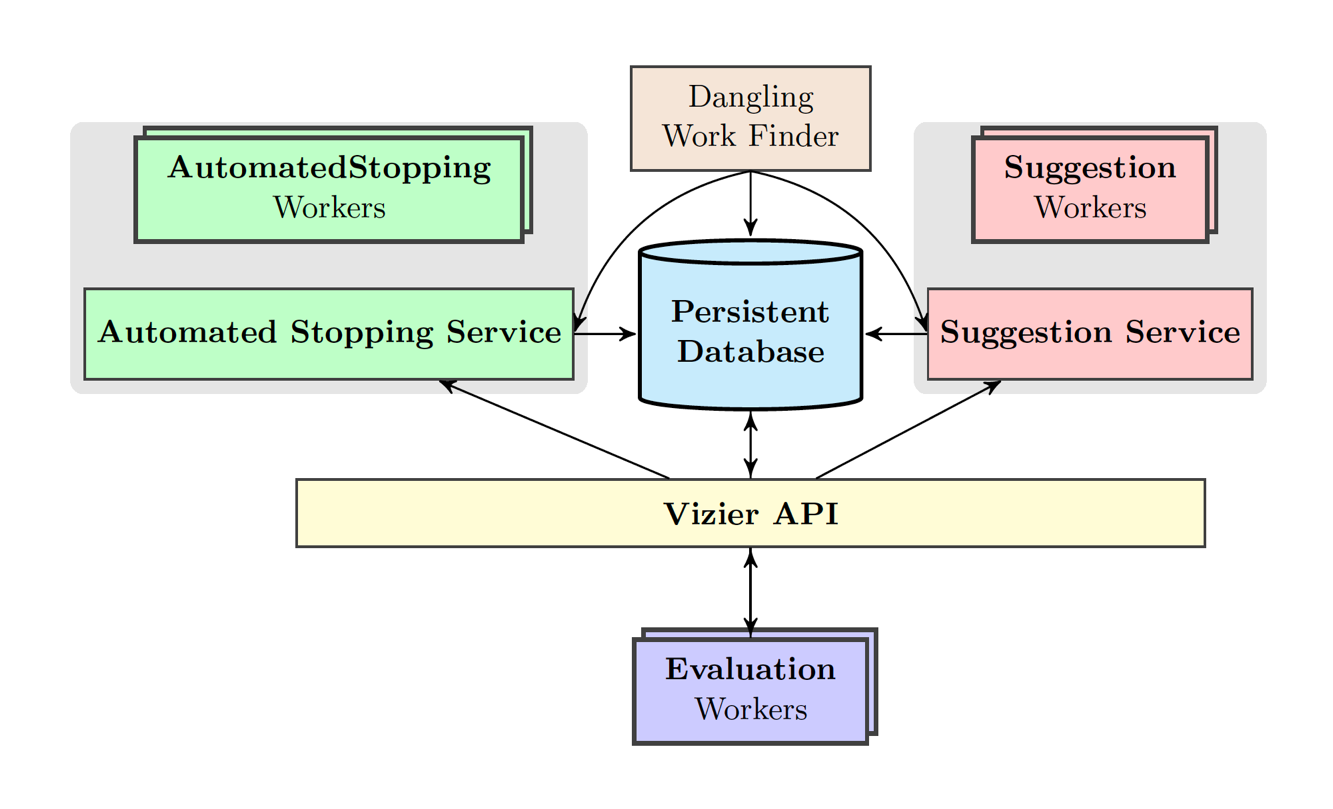 Dangling
Work Finder
AutomatedStopping
Workers
Suggestion
Workers
Automated Stopping Service
Persistent
Database
Suggestion Service
Vizier API
Evaluation
Workers